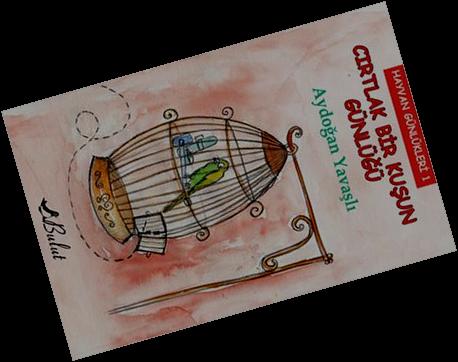 HAYVAN GÜNLÜKLERİ 1
CIRTLAK BİR KUŞUN
GÜNLÜĞÜ
Aydoğan Yavaşlı
Bulut